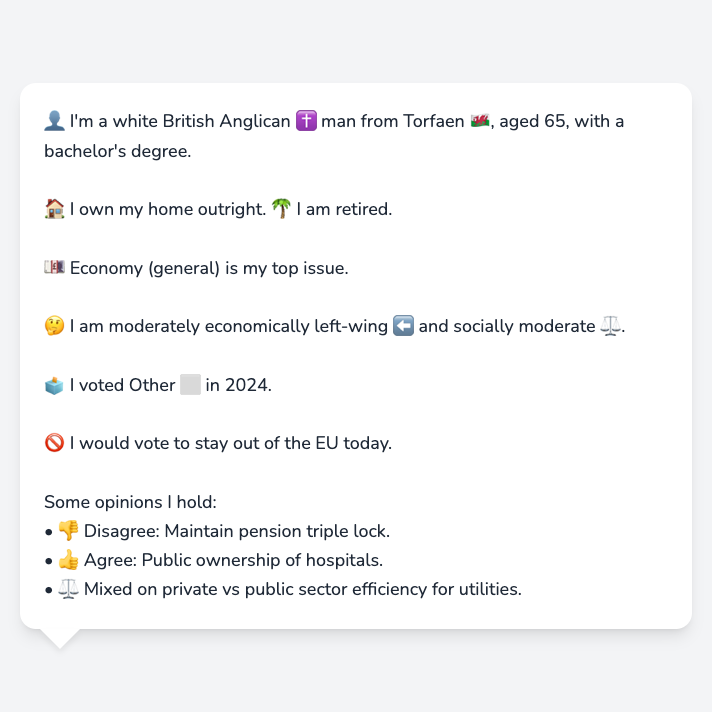 👤 I'm a white British Anglican ✝️ man from Torfaen 🏴󠁧󠁢󠁷󠁬󠁳󠁿, aged 65, with a
bachelor's degree.
🏠 I own my home outright. 🌴 I am retired.
💷 Economy (general) is my top issue.
🤔 I am moderately economically left-wing ⬅️ and socially moderate ⚖️.
🗳️ I voted Other ⬜ in 2024.
🚫 I would vote to stay out of the EU today.
Some opinions I hold:
• 👎 Disagree: Maintain pension triple lock.
• 👍 Agree: Public ownership of hospitals.
• ⚖️ Mixed on private vs public sector efficiency for utilities.